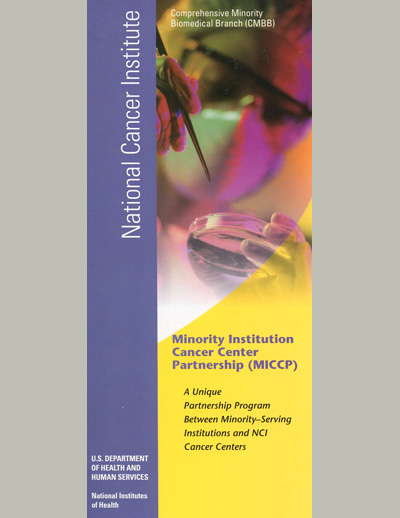 Comprehensive Minority
Biomedical Branch (CMBB)
National Cancer Institute
Minority Institution
Cancer Center
Partnership (MICCP)
A Unique
Partnership Program
Between Minority–Serving
Institutions and NCI
Cancer Centers
U.S. DEPARTMENT
OF HEALTH AND
HUMAN SERVICES
National Institutes
of Health